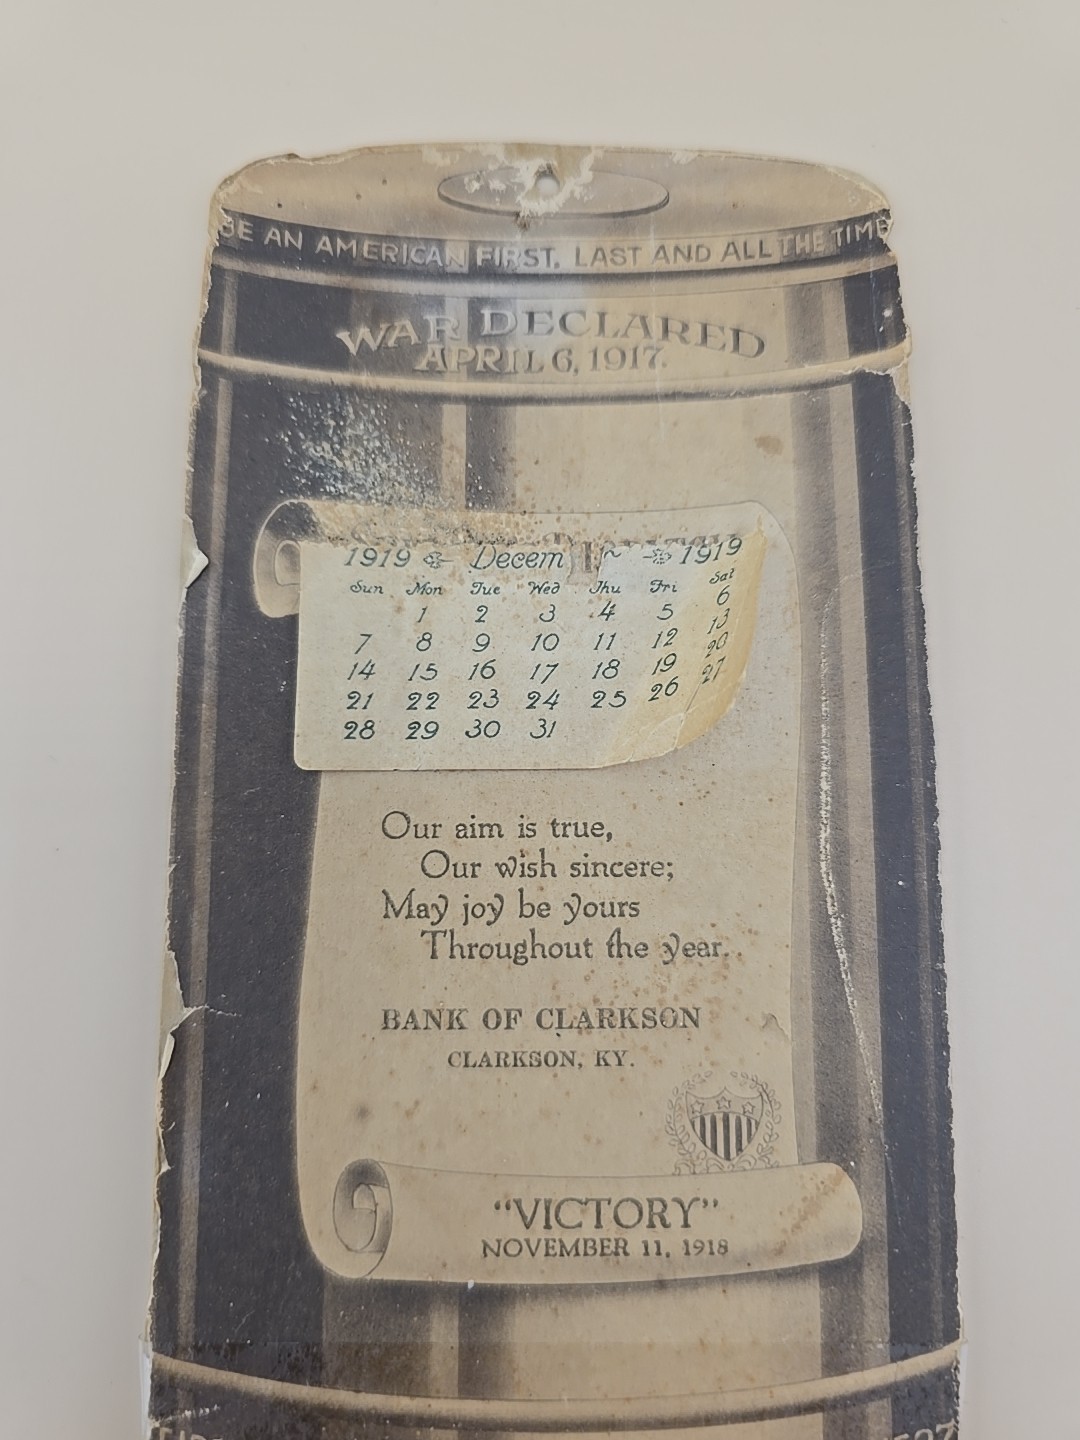 BE AN AMERICAN FIRST, LAST AND ALL THE TIME
WAR DECLARED
APRIL 6, 1917.
1919 Decem 1919
Sun Mon Tue Wed Thu Fri Sat
1 2 3 4 5 6
7 8 9 10 11 12 13
14 15 16 17 18 19 20
21 22 23 24 25 26 27
28 29 30 31
Our aim is true,
Our wish sincere;
May joy be yours
Throughout the year.
BANK OF CLARKSON
CLARKSON, KY.
"VICTORY"
NOVEMBER 11, 1918